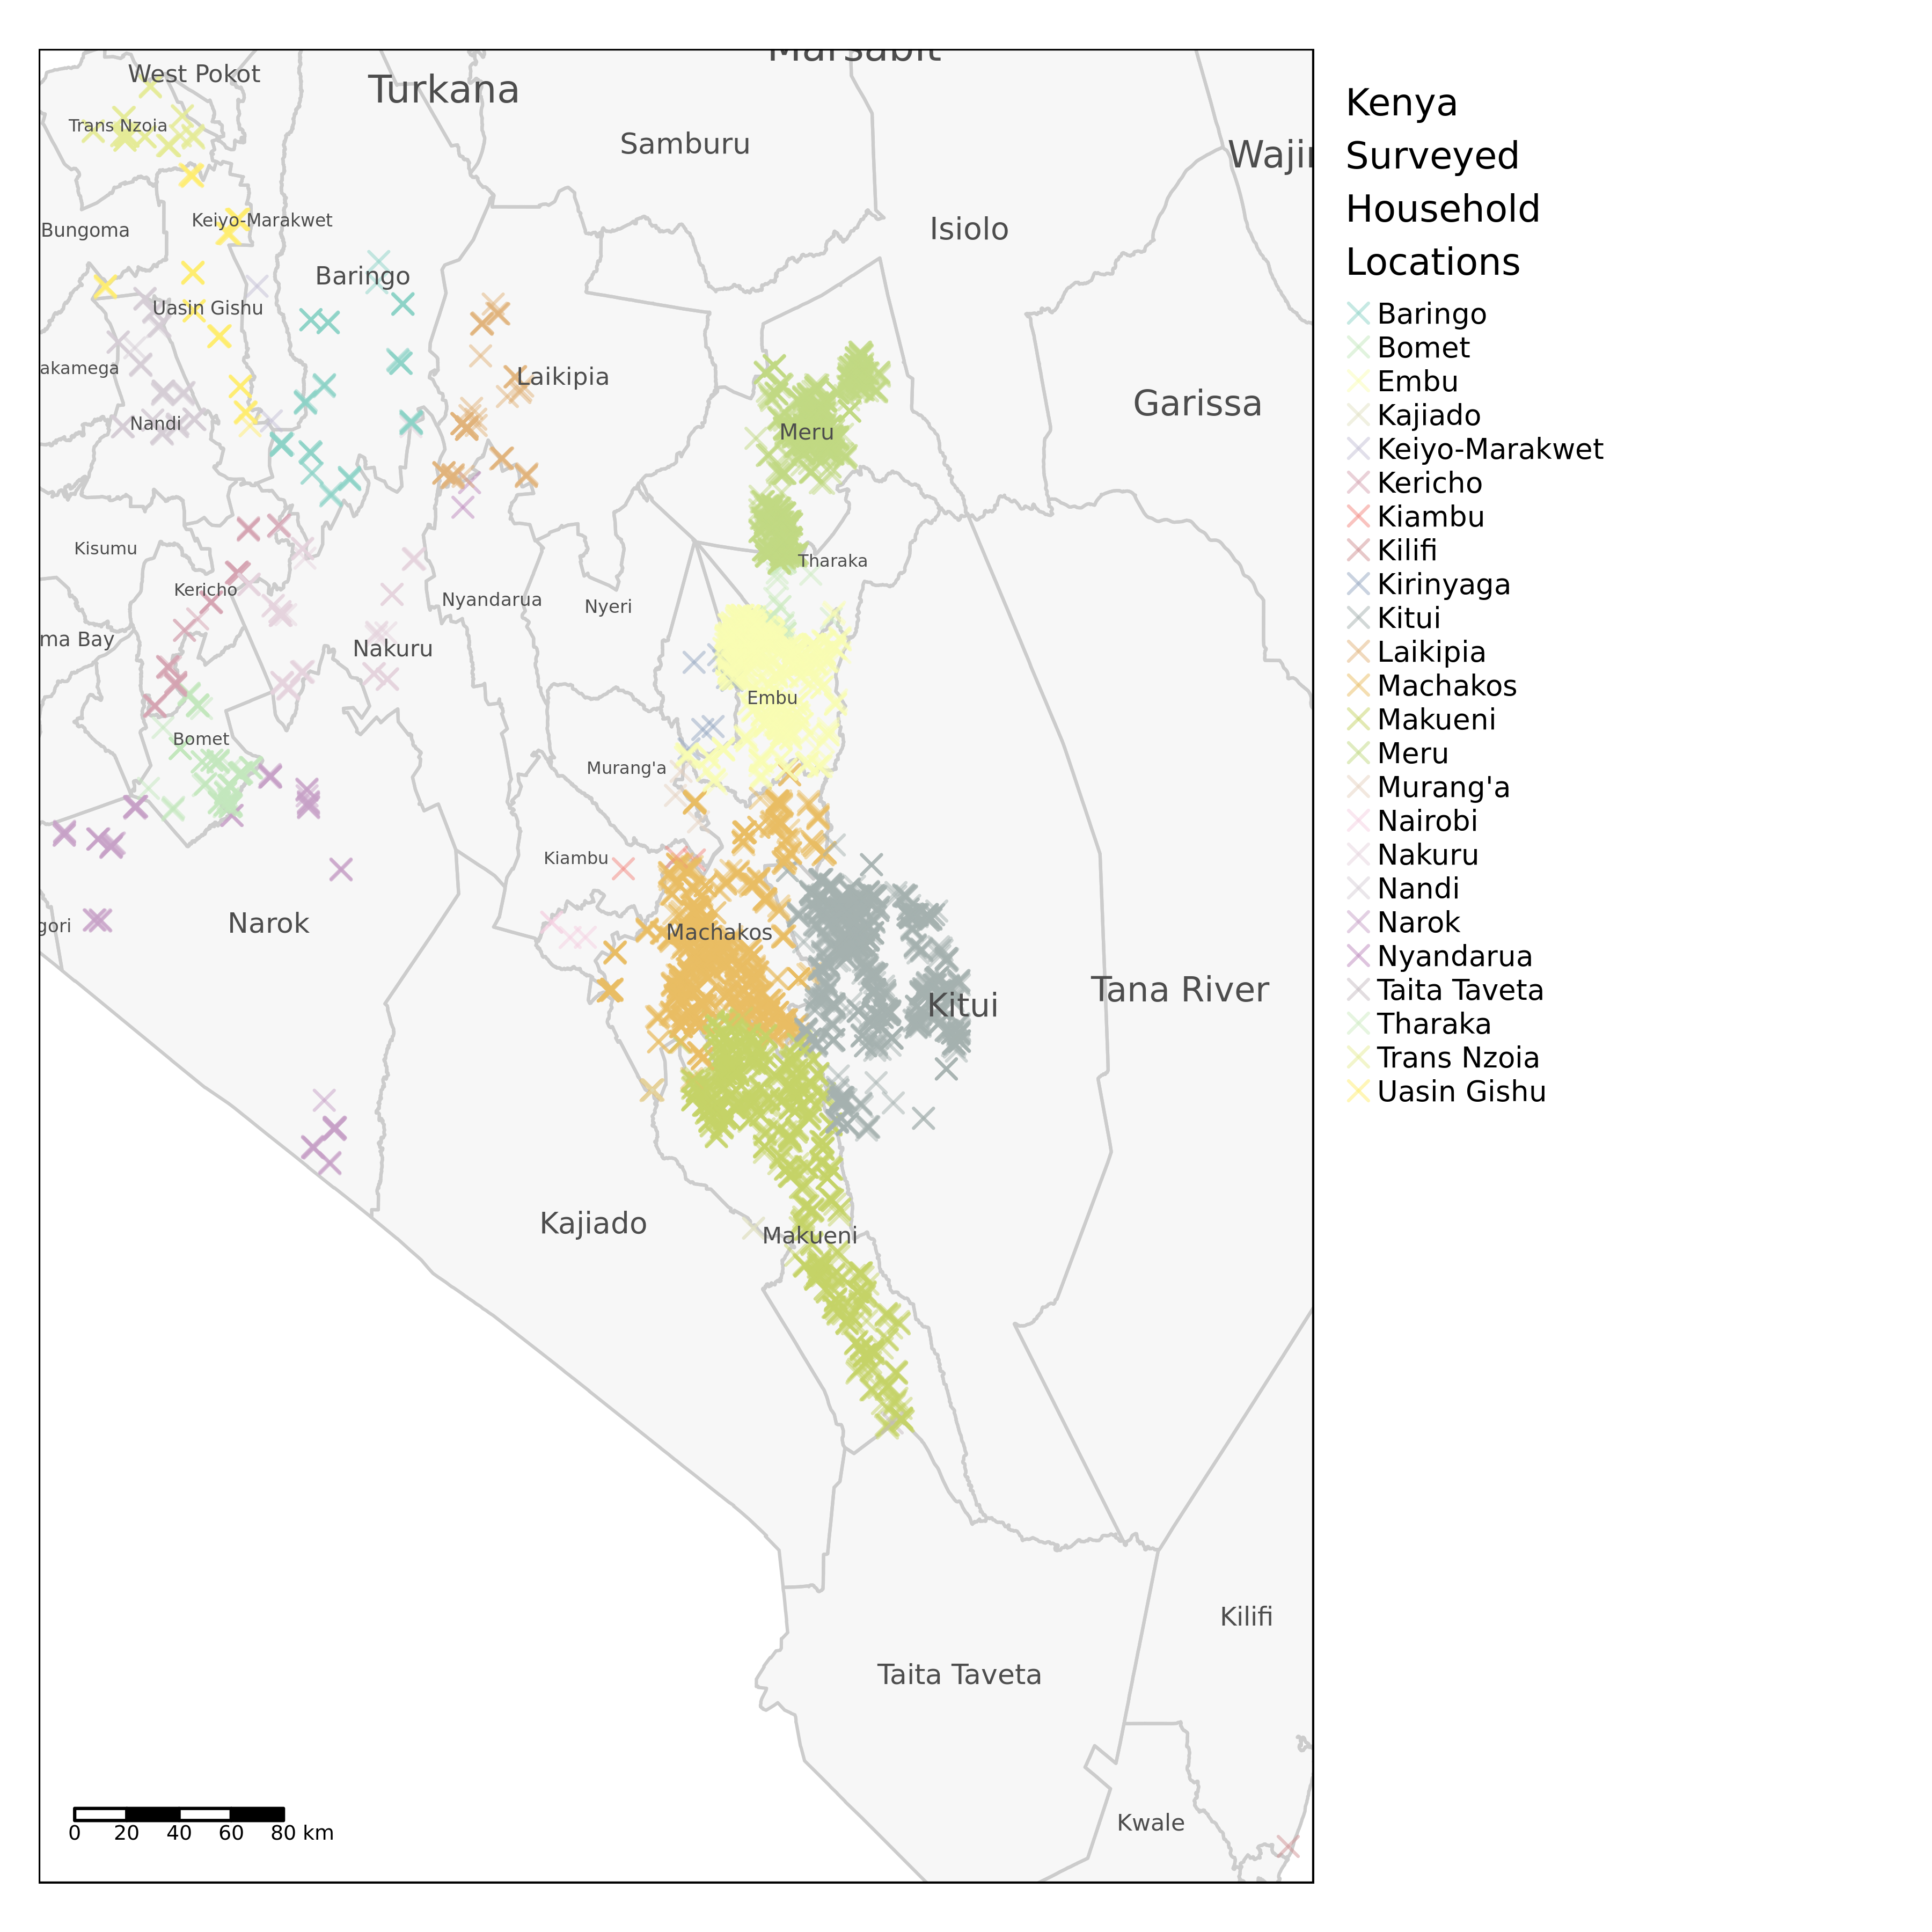 Marsabit
West Pokot
Turkana
Trans Nzoia
Samburu
Wajir
Keiyo-Marakwet
Bungoma
Isiolo
Baringo
Uasin Gishu
akamega
Laikipia
Garissa
Nandi
Meru
Kisumu
Tharaka
Kericho
Nyandarua
Nyeri
ma Bay
Nakuru
Embu
Bomet
Murang'a
Kiambu
gori
Narok
Machakos
Tana River
Kitui
Kajiado
Makueni
Kilifi
Taita Taveta
Kwale
0 20 40 60 80 km
Kenya
Surveyed
Household
Locations
Baringo
Bomet
Embu
Kajiado
Keiyo-Marakwet
Kericho
Kiambu
Kilifi
Kirinyaga
Kitui
Laikipia
Machakos
Makueni
Meru
Murang'a
Nairobi
Nakuru
Nandi
Narok
Nyandarua
Taita Taveta
Tharaka
Trans Nzoia
Uasin Gishu